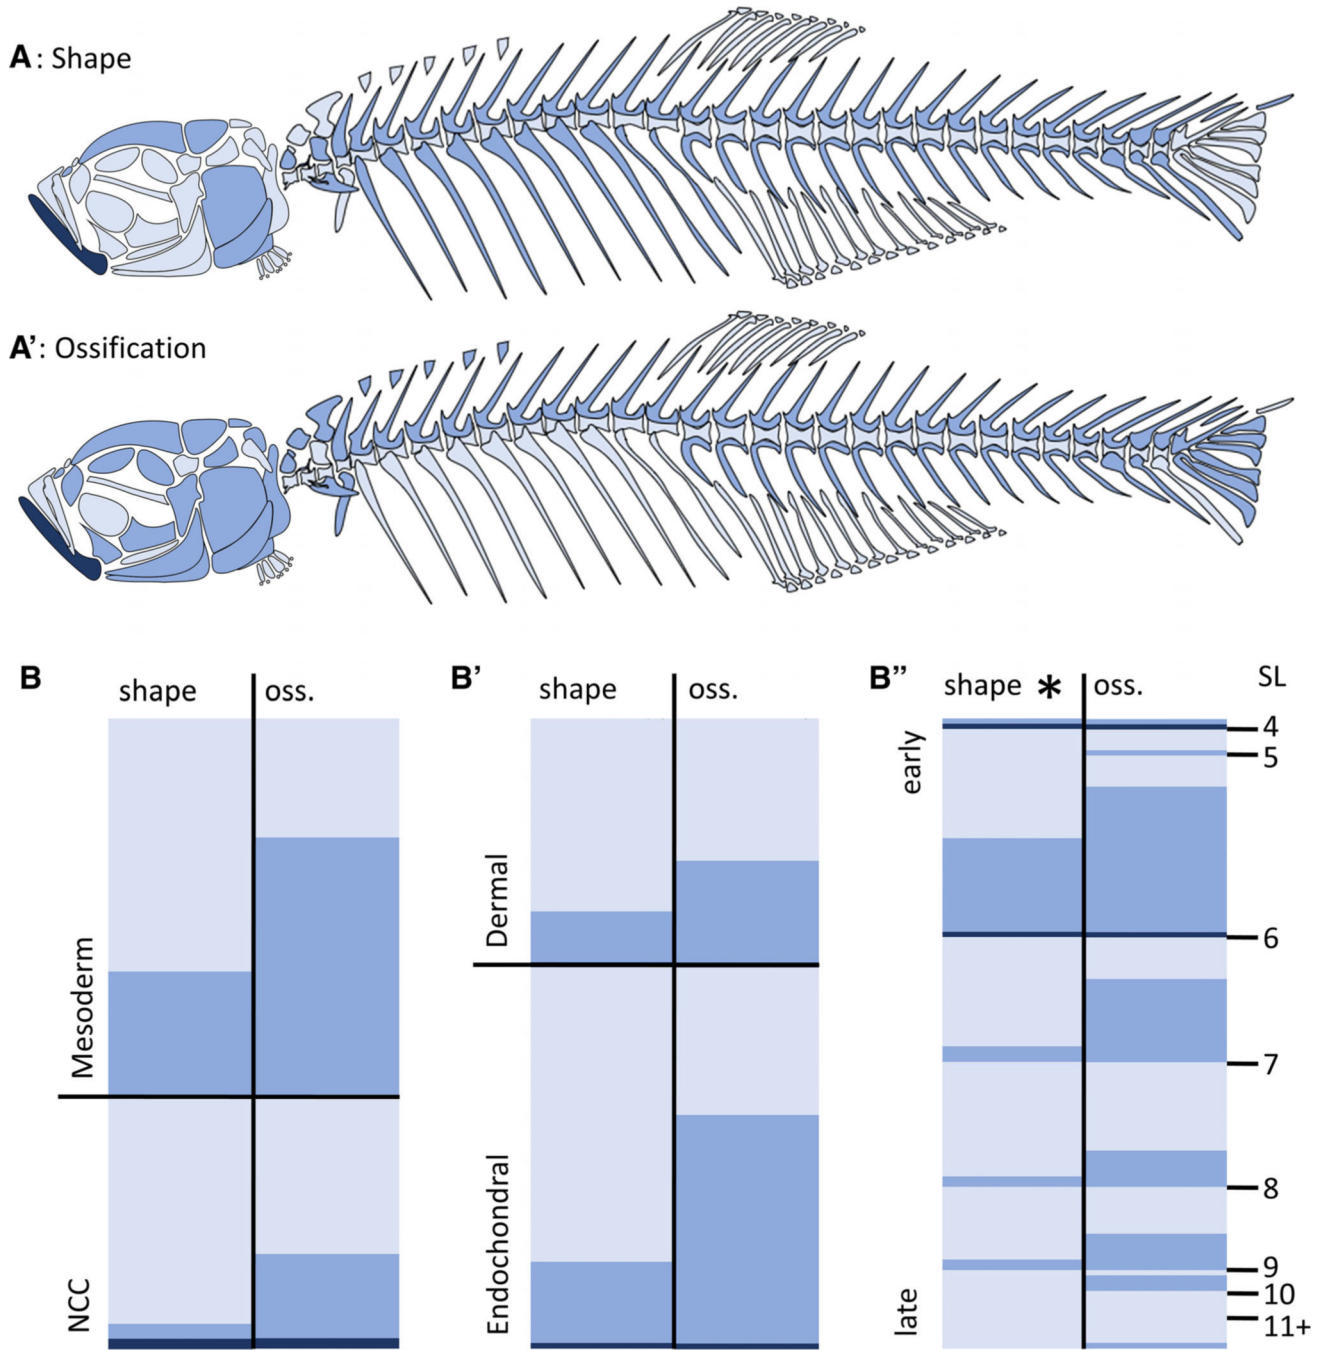 A: Shape
A’: Ossification
B
shape
oss.
Mesoderm
NCC
B’
shape
oss.
Dermal
Endochondral
B”
shape *
oss.
SL
early
late
4
5
6
7
8
9
10
11+